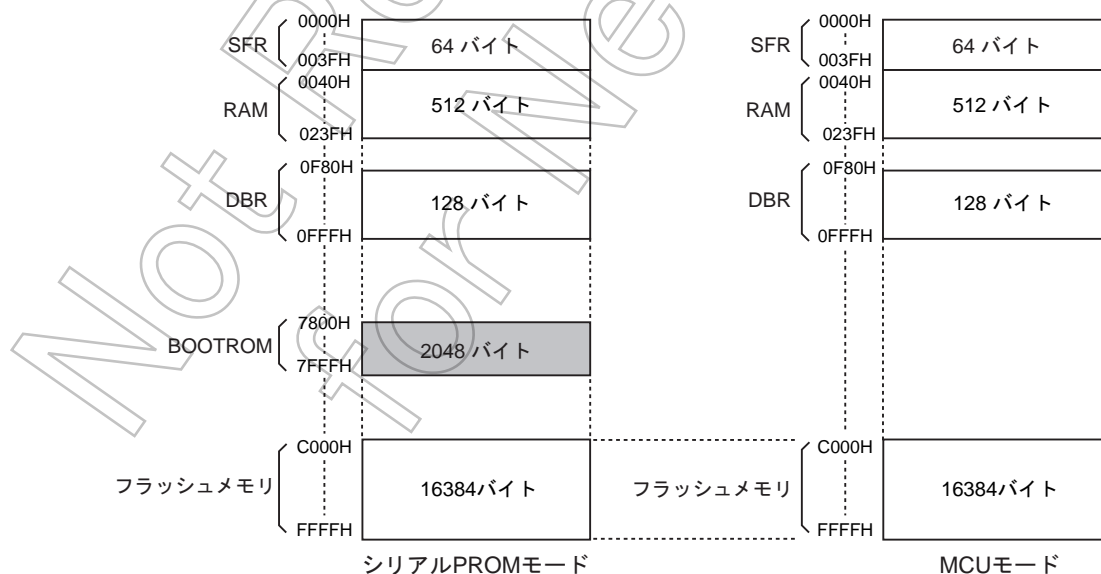 0000H
SFR
64 バイト
003FH
0040H
RAM
512 バイト
023FH
0F80H
DBR
128 バイト
0FFFH
7800H
BOOTROM
2048 バイト
7FFFH
C000H
フラッシュメモリ
16384バイト
FFFFH
シリアルPROMモード
0000H
SFR
64 バイト
003FH
0040H
RAM
512 バイト
023FH
0F80H
DBR
128 バイト
0FFFH
C000H
フラッシュメモリ
16384バイト
FFFFH
MCUモード
Not Re
for Ne